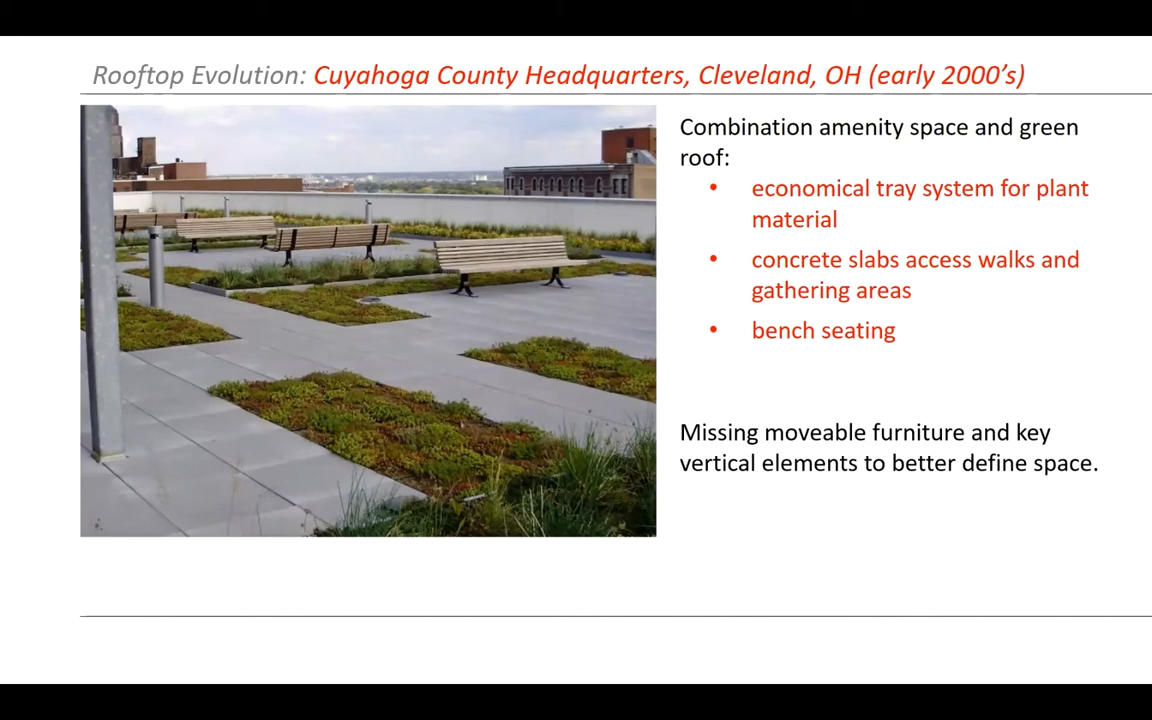 Rooftop Evolution: Cuyahoga County Headquarters, Cleveland, OH (early 2000's)
Combination amenity space and green
roof:
• economical tray system for plant
material
• concrete slabs access walks and
gathering areas
• bench seating
Missing moveable furniture and key
vertical elements to better define space.